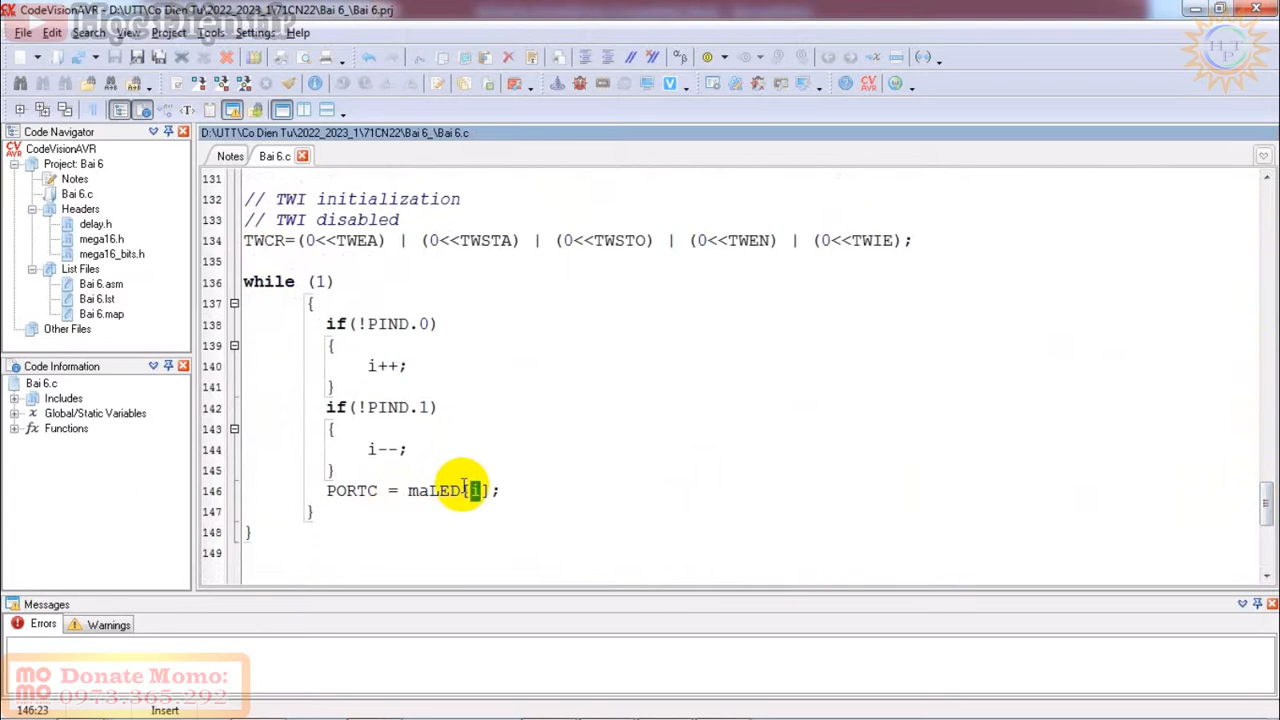 CodeVisionAVR - D:\UTT\Co Dien Tu\2022_2023_1\71CN22\Bai 6_\Bai 6.prj
File Edit Search View Project Tools Settings Help
Code Navigator
CodeVisionAVR
Project: Bai 6
Notes
Bai 6.c
Headers
delay.h
mega16.h
mega16_bits.h
List Files
Bai 6.asm
Bai 6.lst
Bai 6.map
Other Files
Code Information
Bai 6.c
Includes
Global/Static Variables
Functions
D:\UTT\Co Dien Tu\2022_2023_1\71CN22\Bai 6_\Bai 6.c
Notes Bai 6.c
131
132 // TWI initialization
133 // TWI disabled
134 TWCR=(0<<TWEA) | (0<<TWSTA) | (0<<TWSTO) | (0<<TWEN) | (0<<TWIE);
135
136 while (1)
137 {
138 if(!PIND.0)
139 {
140 i++;
141 }
142 if(!PIND.1)
143 {
144 i--;
145 }
146 PORTC = maLED[i];
147 }
148 }
149
Messages
Errors Warnings
Donate Momo:
0973.365.292
146:23 Insert